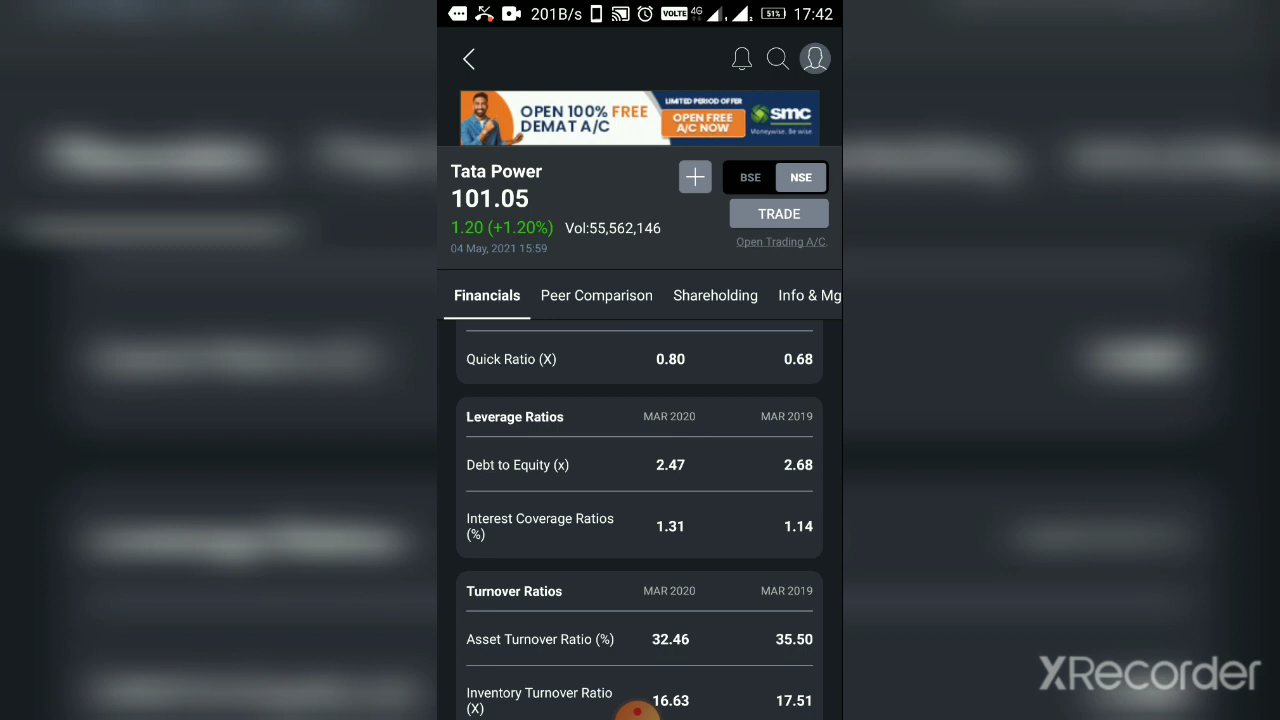 201B/s VOLTE 4G 51% 17:42
OPEN 100% FREE
DEMAT A/C
LIMITED PERIOD OFFER
OPEN FREE
A/C NOW
smc
Moneywise. Be wise.
Tata Power
101.05
1.20 (+1.20%) Vol:55,562,146
04 May, 2021 15:59
BSE NSE
TRADE
Open Trading A/C.
Financials Peer Comparison Shareholding Info & Mg
Quick Ratio (X) 0.80 0.68
Leverage Ratios MAR 2020 MAR 2019
Debt to Equity (x) 2.47 2.68
Interest Coverage Ratios
(%) 1.31 1.14
Turnover Ratios MAR 2020 MAR 2019
Asset Turnover Ratio (%) 32.46 35.50
Inventory Turnover Ratio
(X) 16.63 17.51
XRecorder